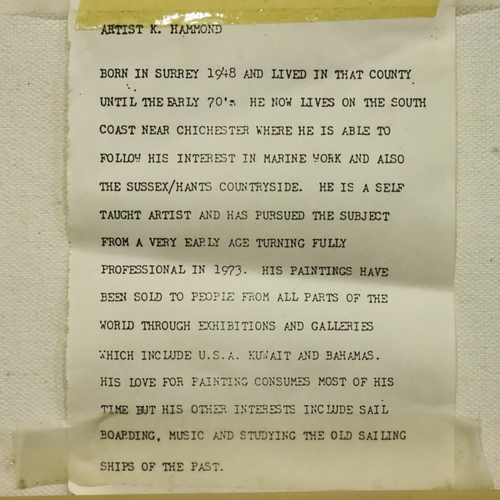 ARTIST K. HAMMOND
BORN IN SURREY 1948 AND LIVED IN THAT COUNTY
UNTIL THE EARLY 70's HE NOW LIVES ON THE SOUTH
COAST NEAR CHICHESTER WHERE HE IS ABLE TO
FOLLOW HIS INTEREST IN MARINE WORK AND ALSO
THE SUSSEX/HANTS COUNTRYSIDE. HE IS A SELF
TAUGHT ARTIST AND HAS PURSUED THE SUBJECT
FROM A VERY EARLY AGE TURNING FULLY
PROFESSIONAL IN 1973. HIS PAINTINGS HAVE
BEEN SOLD TO PEOPLE FROM ALL PARTS OF THE
WORLD THROUGH EXHIBITIONS AND GALLERIES
WHICH INCLUDE U.S.A. KUWAIT AND BAHAMAS.
HIS LOVE FOR PAINTING CONSUMES MOST OF HIS
TIME BUT HIS OTHER INTERESTS INCLUDE SAIL
BOARDING, MUSIC AND STUDYING THE OLD SAILING
SHIPS OF THE PAST.